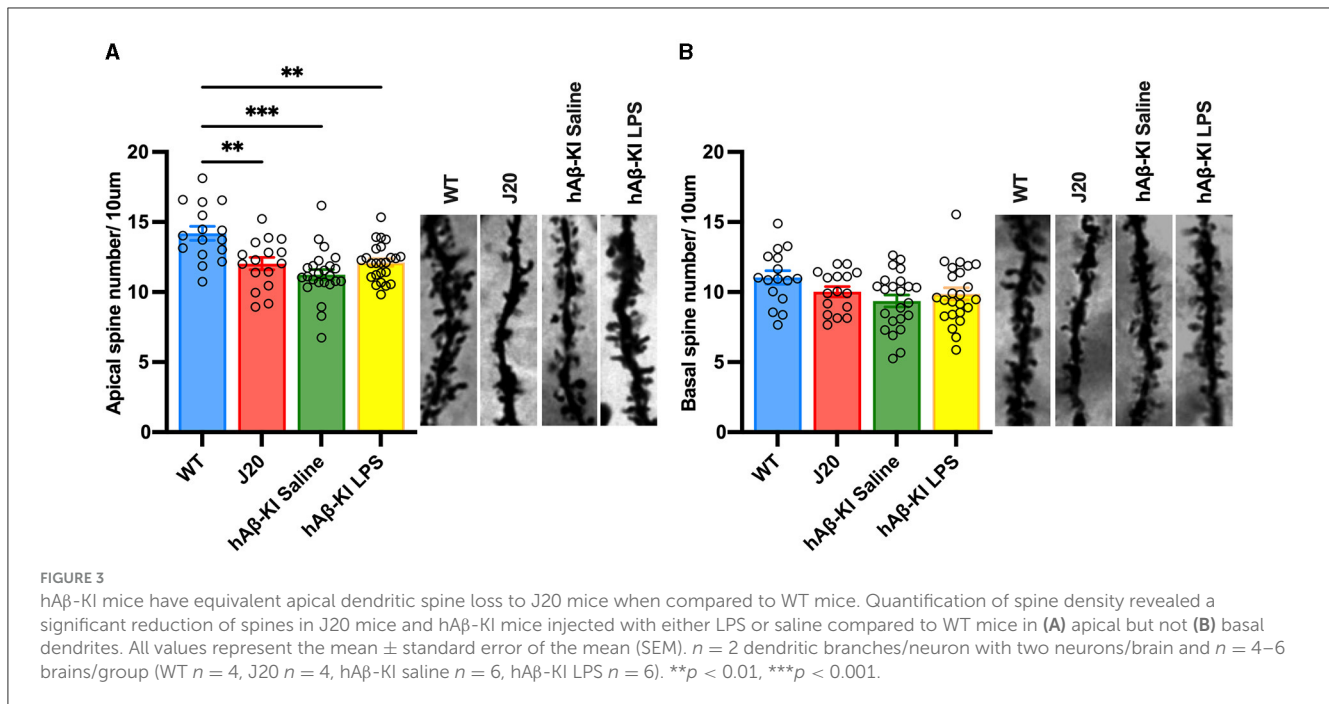 A
**
***
**
Apical spine number/ 10um
20
15
10
5
0
WT
J20
hAβ-KI Saline
hAβ-KI LPS
WT
J20
hAβ-KI Saline
hAβ-KI LPS
B
Basal spine number/ 10um
20
15
10
5
0
WT
J20
hAβ-KI Saline
hAβ-KI LPS
WT
J20
hAβ-KI Saline
hAβ-KI LPS
FIGURE 3
hAβ-KI mice have equivalent apical dendritic spine loss to J20 mice when compared to WT mice. Quantification of spine density revealed a
significant reduction of spines in J20 mice and hAβ-KI mice injected with either LPS or saline compared to WT mice in (A) apical but not (B) basal
dendrites. All values represent the mean ± standard error of the mean (SEM). n = 2 dendritic branches/neuron with two neurons/brain and n = 4–6
brains/group (WT n = 4, J20 n = 4, hAβ-KI saline n = 6, hAβ-KI LPS n = 6). **p < 0.01, ***p < 0.001.